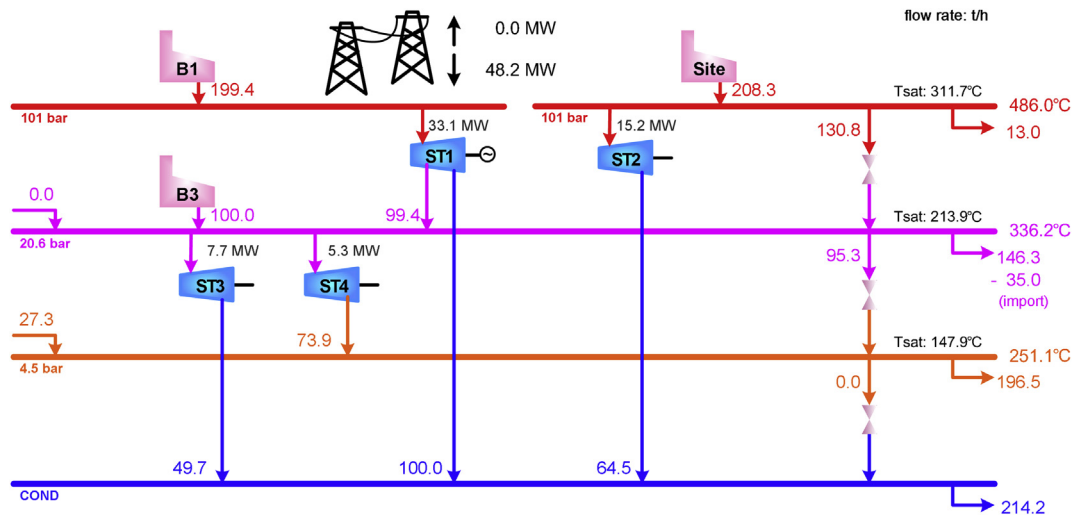 flow rate: t/h
0.0 MW
48.2 MW
B1
Site
199.4
208.3
Tsat: 311.7℃
486.0℃
101 bar
101 bar
13.0
33.1 MW
15.2 MW
130.8
ST1
ST2
~
B3
0.0
100.0
99.4
Tsat: 213.9℃
336.2℃
20.6 bar
7.7 MW
5.3 MW
95.3
146.3
- 35.0
(import)
ST3
ST4
27.3
73.9
Tsat: 147.9℃
251.1℃
4.5 bar
0.0
196.5
49.7
100.0
64.5
COND
214.2